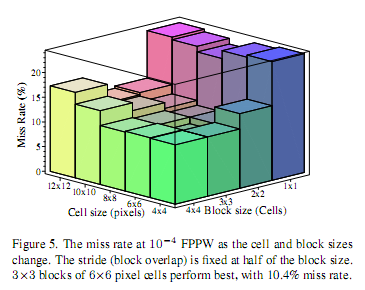 20
15
10
5
0
Miss Rate (%)
12x12
10x10
8x8
6x6
4x4
Cell size (pixels)
4x4
3x3
2x2
1x1
Block size (Cells)
Figure 5. The miss rate at 10⁻⁴ FPPW as the cell and block sizes
change. The stride (block overlap) is fixed at half of the block size.
3×3 blocks of 6×6 pixel cells perform best, with 10.4% miss rate.